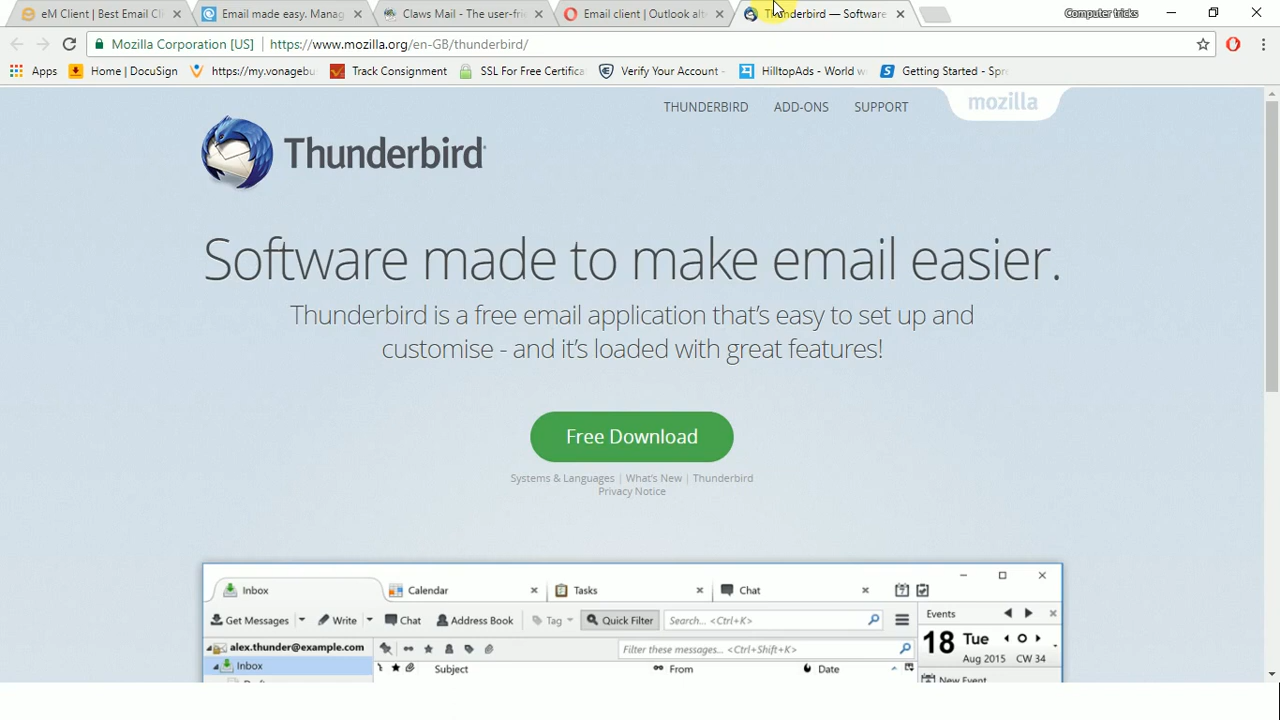 eM Client | Best Email Cli
Email made easy. Manag
Claws Mail - The user-fri
Email client | Outlook alt
Thunderbird — Software
Computer tricks
Mozilla Corporation [US]
https://www.mozilla.org/en-GB/thunderbird/
Apps
Home | DocuSign
https://my.vonagebu
Track Consignment
SSL For Free Certifica
Verify Your Account -
HilltopAds - World w
Getting Started - Spr
THUNDERBIRD
ADD-ONS
SUPPORT
mozilla
Thunderbird
Software made to make email easier.
Thunderbird is a free email application that's easy to set up and
customise - and it's loaded with great features!
Free Download
Systems & Languages | What's New | Thunderbird
Privacy Notice
Inbox
Calendar
Tasks
Chat
Get Messages
Write
Chat
Address Book
Tag
Quick Filter
Search... <Ctrl+K>
Events
alex.thunder@example.com
Filter these messages... <Ctrl+Shift+K>
18
Tue
Aug 2015
CW 34
Inbox
Subject
From
Date
New Event